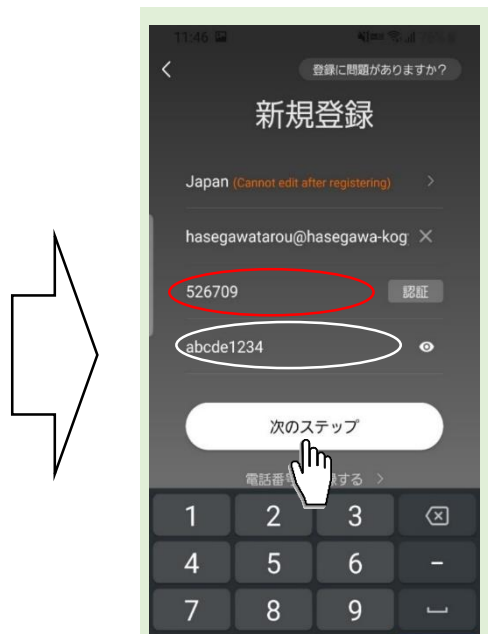 11:46
登録に問題がありますか？
新規登録
Japan (Cannot edit after registering)
hasegawatarou@hasegawa-kog
526709 認証
abcde1234
次のステップ
電話番号 する
1 2 3
4 5 6 -
7 8 9